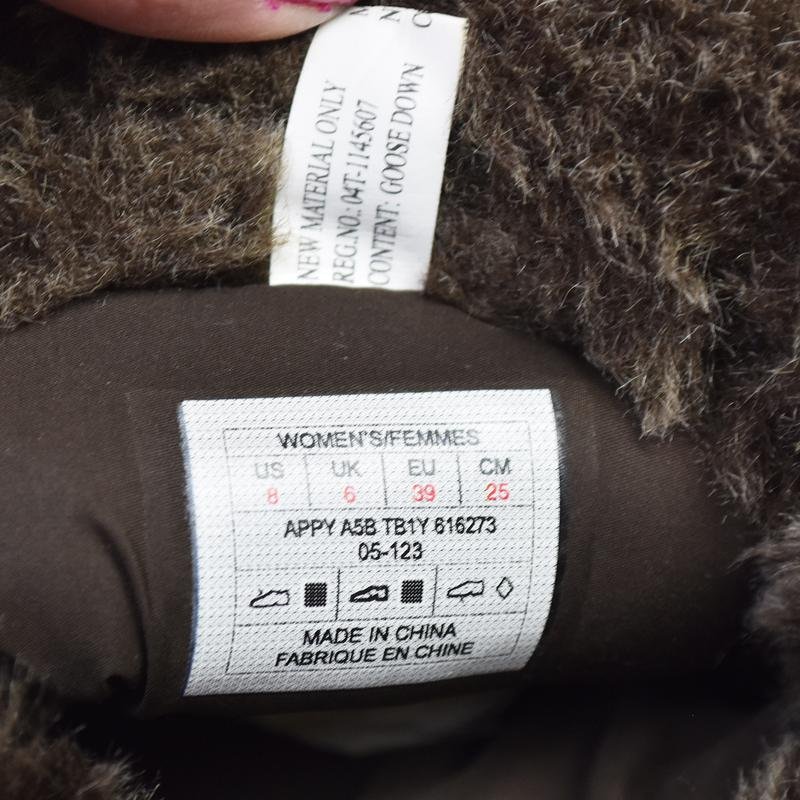 NEW MATERIAL ONLY
REG.NO.: 04T-1145607
CONTENT: GOOSE DOWN
WOMEN'S/FEMMES
US UK EU CM
8 6 39 25
APPY A5B TB1Y 616273
05-123
MADE IN CHINA
FABRIQUE EN CHINE